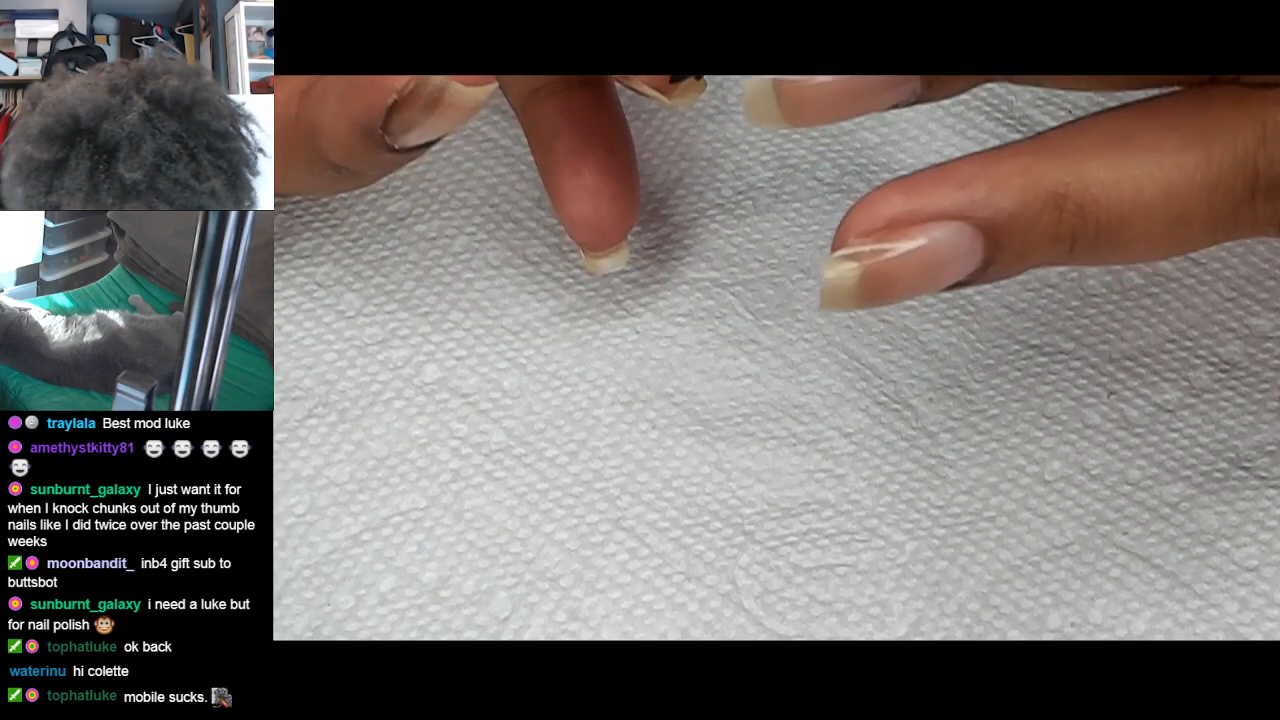 traylala Best mod luke
amethystkitty81
sunburnt_galaxy I just want it for
when I knock chunks out of my thumb
nails like I did twice over the past couple
weeks
moonbandit_ inb4 gift sub to
buttsbot
sunburnt_galaxy i need a luke but
for nail polish
tophatluke ok back
waterinu hi colette
tophatluke mobile sucks.